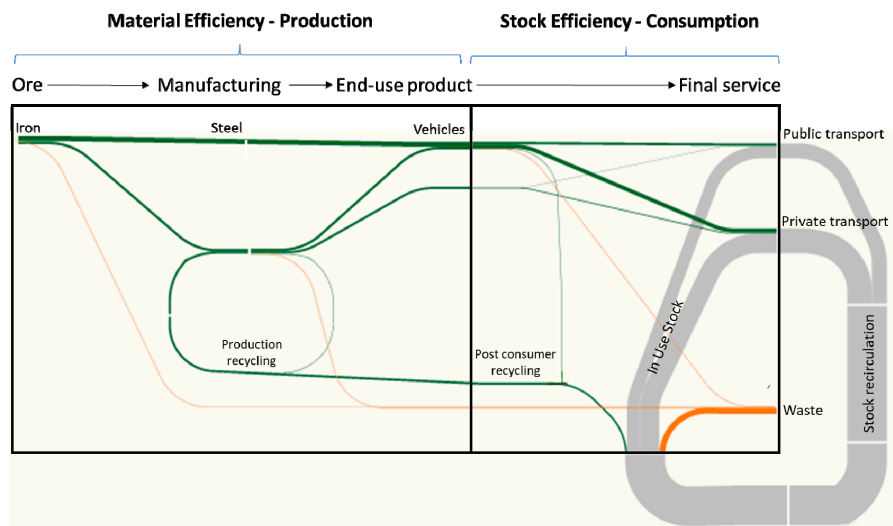 Material Efficiency - Production
Stock Efficiency - Consumption
Ore
Manufacturing
End-use product
Final service
Iron
Steel
Vehicles
Public transport
Private transport
In Use Stock
Stock recirculation
Production
recycling
Post consumer
recycling
Waste